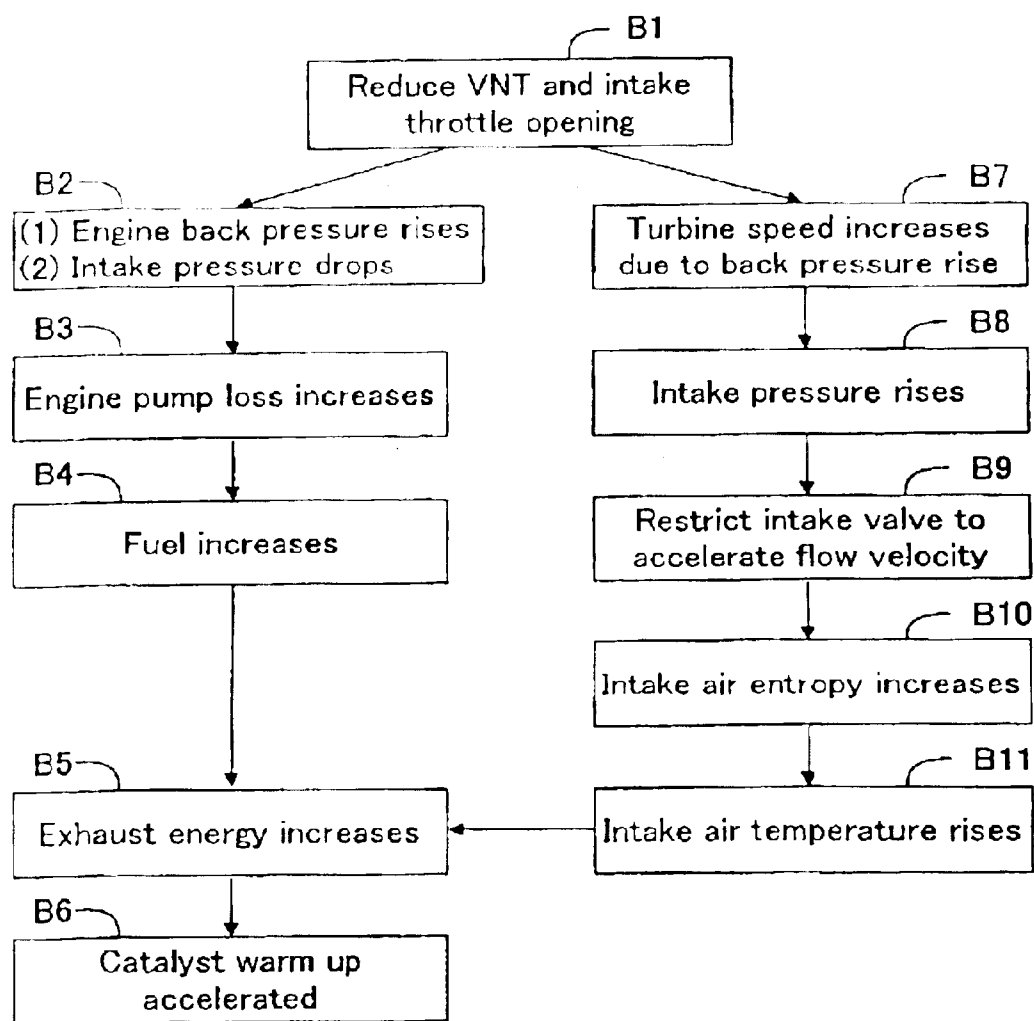 B1
Reduce VNT and intake
throttle opening
B2
(1) Engine back pressure rises
(2) Intake pressure drops
B7
Turbine speed increases
due to back pressure rise
B3
Engine pump loss increases
B8
Intake pressure rises
B4
Fuel increases
B9
Restrict intake valve to
accelerate flow velocity
B10
Intake air entropy increases
B5
Exhaust energy increases
B11
Intake air temperature rises
B6
Catalyst warm up
accelerated